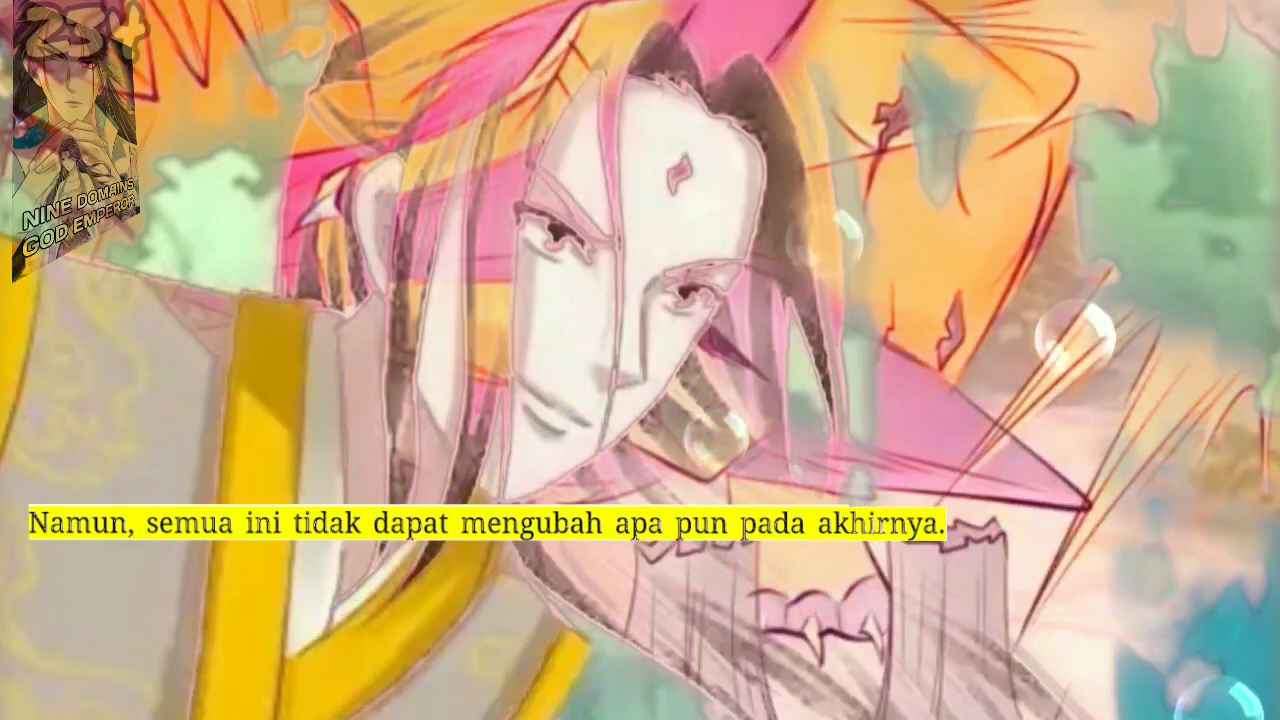 NINE DOMAINS
GOD EMPEROR
Namun, semua ini tidak dapat mengubah apa pun pada akhirnya.